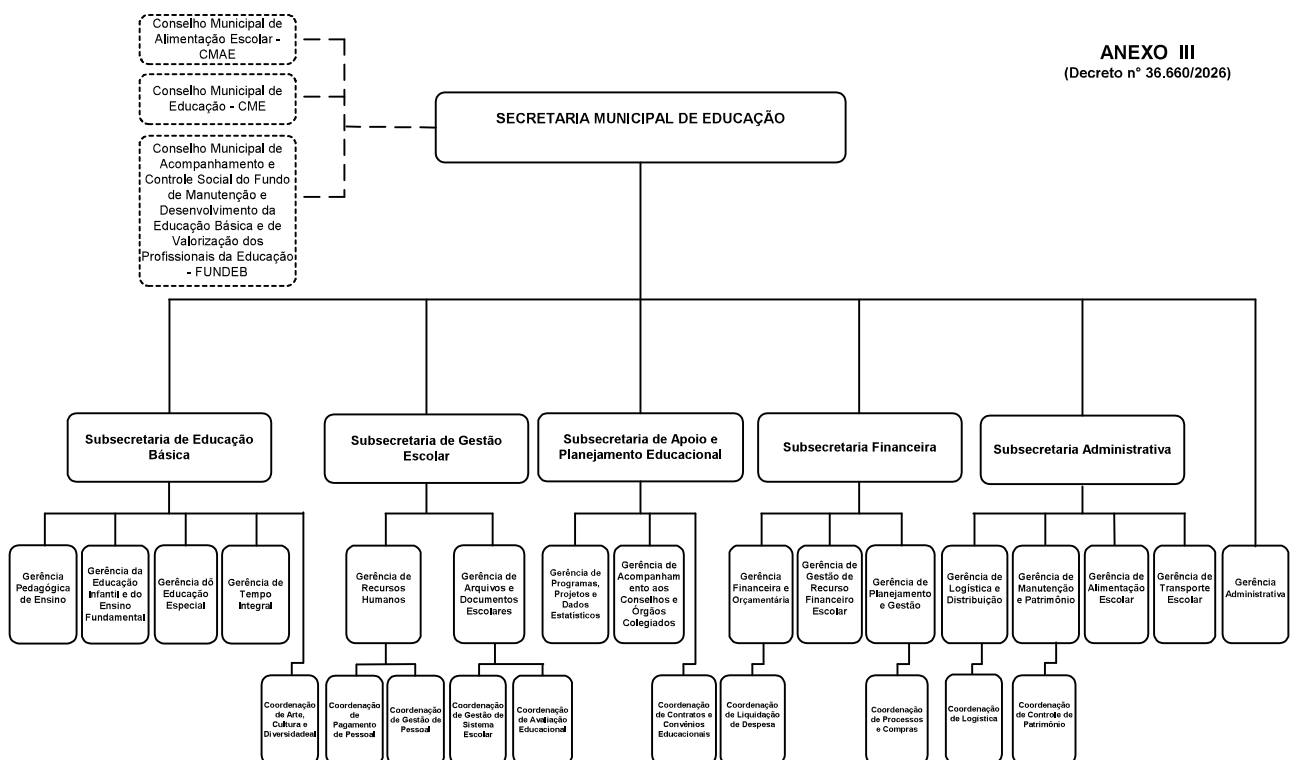 Conselho Municipal de
Alimentação Escolar -
CMAE
ANEXO III
(Decreto n° 36.660/2026)
Conselho Municipal de
Educação - CME
SECRETARIA MUNICIPAL DE EDUCAÇÃO
Conselho Municipal de
Acompanhamento e
Controle Social do Fundo
de Manutenção e
Desenvolvimento da
Educação Básica e de
Valorização dos
Profissionais da Educação
- FUNDEB
Subsecretaria de Educação
Básica
Subsecretaria de Gestão
Escolar
Subsecretaria de Apoio e
Planejamento Educacional
Subsecretaria Financeira
Subsecretaria Administrativa
Gerência
Pedagógica
de Ensino
Gerência da
Educação
Infantil e do
Ensino
Fundamental
Gerência dõ
Educação
Especial
Gerência de
Tempo
Integral
Gerência de
Recursos
Humanos
Gerência de
Arquivos e
Documentos
Escolares
Gerência de
Programas,
Projetos e
Dados
Estatísticos
Gerência de
Acompanham
ento aos
Conselhos e
Órgãos
Colegiados
Gerência
Financeira e
Orçamentária
Gerência de
Gestão de
Recurso
Financeiro
Escolar
Gerência de
Planejamento
e Gestão
Gerência de
Logística e
Distribuição
Gerência de
Manutenção
e Patrimônio
Gerência de
Alimentação
Escolar
Gerência de
Transporte
Escolar
Gerência
Administrativa
Coordenação
de Arte,
Cultura e
Diversidadeal
Coordenação
de
Pagamento
de Pessoal
Coordenação
de Gestão de
Pessoal
Coordenação
de Gestão de
Sistema
Escolar
Coordenação
de Avaliação
Educacional
Coordenação
de Contratos e
Convênios
Educacionais
Coordenação
de Liquidação
de Despesa
Coordenação
de Processos
e Compras
Coordenação
de Logística
Coordenação
de Controle de
Patrimônio